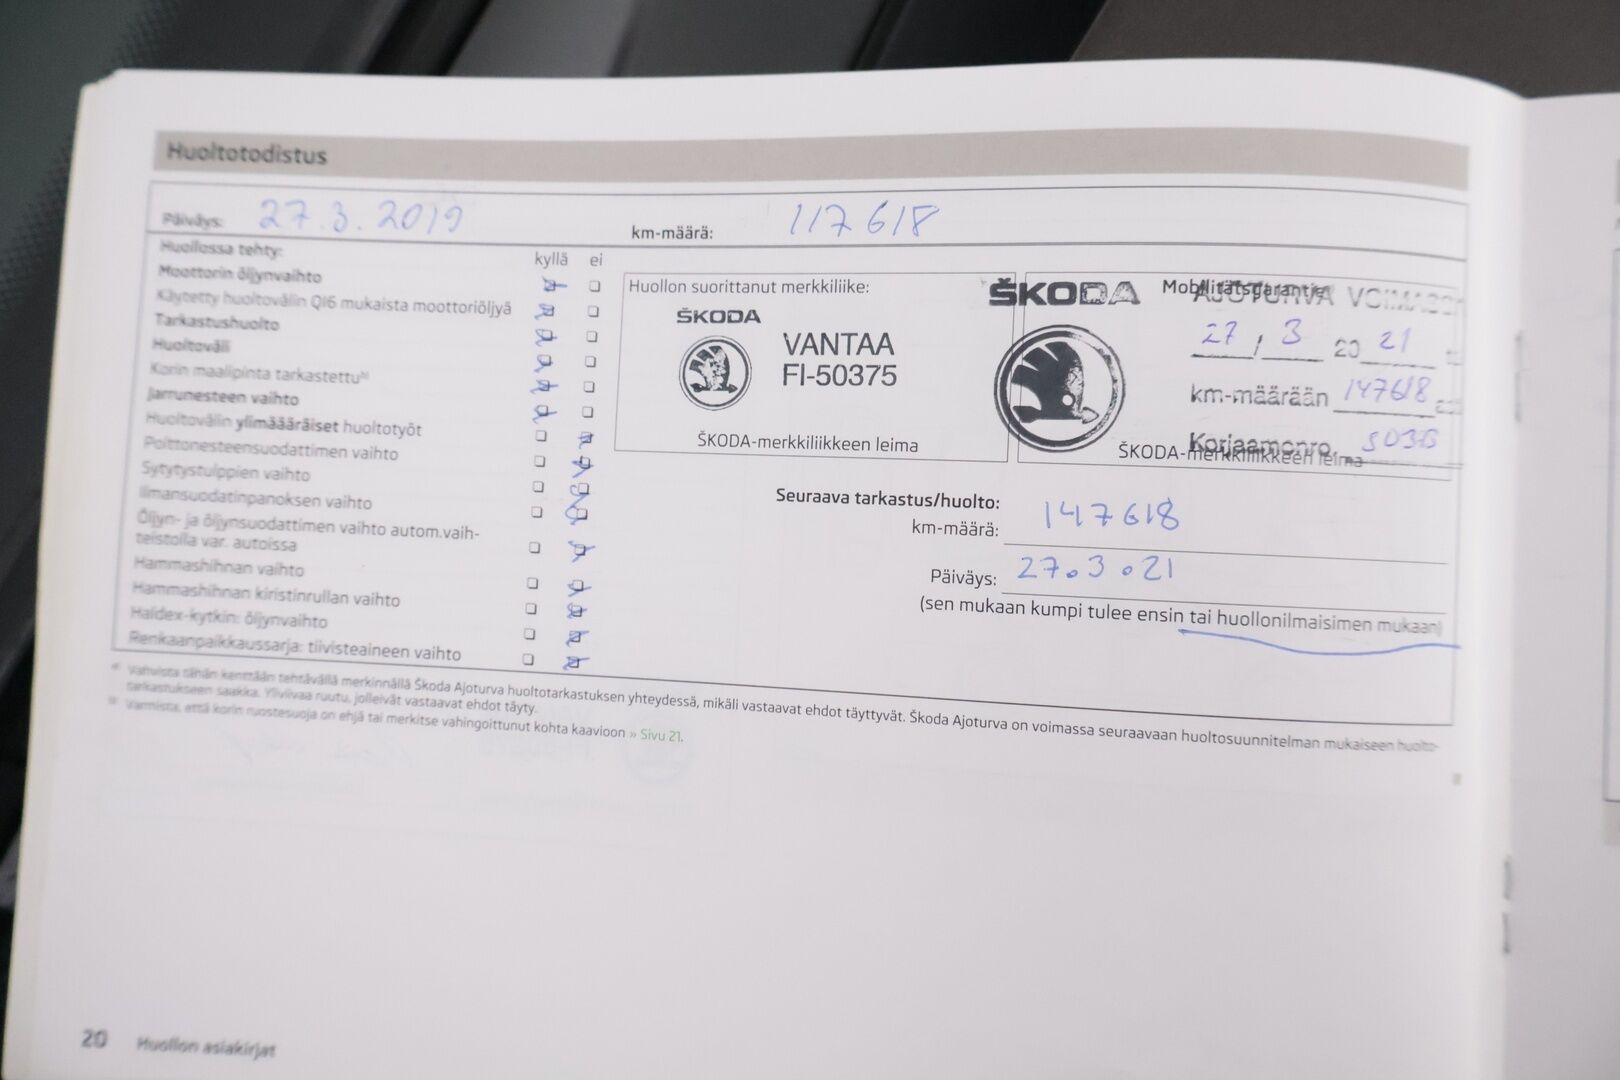 Huoltotodistus
Päiväys: 27.3.2019 km-määrä: 117618
Huollossa tehty: kyllä ei
Moottorin öljynvaihto
Käytetty huoltovälin QI6 mukaista moottoriöljyä
Tarkastushuolto
Huoltoväli
Korin maalipinta tarkastettu
Jarrunesteen vaihto
Huoltovälin ylimäääräiset huoltotyöt
Polttonesteensuodattimen vaihto
Sytytystulppien vaihto
Ilmansuodatinpanoksen vaihto
Öljyn- ja öljynsuodattimen vaihto autom.vaih-
teistolla var. autoissa
Hammashihnan vaihto
Hammashihnan kiristinrullan vaihto
Haldex-kytkin: öljynvaihto
Renkaanpaikkaussarja: tiivisteaineen vaihto
Huollon suorittanut merkkiliike:
ŠKODA
VANTAA
FI-50375
ŠKODA-merkkiliikkeen leima
ŠKODA
Mobilitätsgarantie
AJOTURVA VOIMASSA
27 / 3 20 21
km-määrään 147618
Korjaamonro. 5036
ŠKODA-merkkiliikkeen leima
Seuraava tarkastus/huolto:
km-määrä: 147618
Päiväys: 27.3.21
(sen mukaan kumpi tulee ensin tai huollonilmaisimen mukaan)
a) Vahvista tähän kenttään tehtävällä merkinnällä Škoda Ajoturva huoltotarkastuksen yhteydessä, mikäli vastaavat ehdot täyttyvät. Škoda Ajoturva on voimassa seuraavaan huoltosuunnitelman mukaiseen huolto-
tarkastukseen saakka. Yliviivaa ruutu, jolleivät vastaavat ehdot täyty.
b) Varmista, että korin ruostesuoja on ehjä tai merkitse vahingoittunut kohta kaavioon » Sivu 21.
20 Huollon asiakirjat